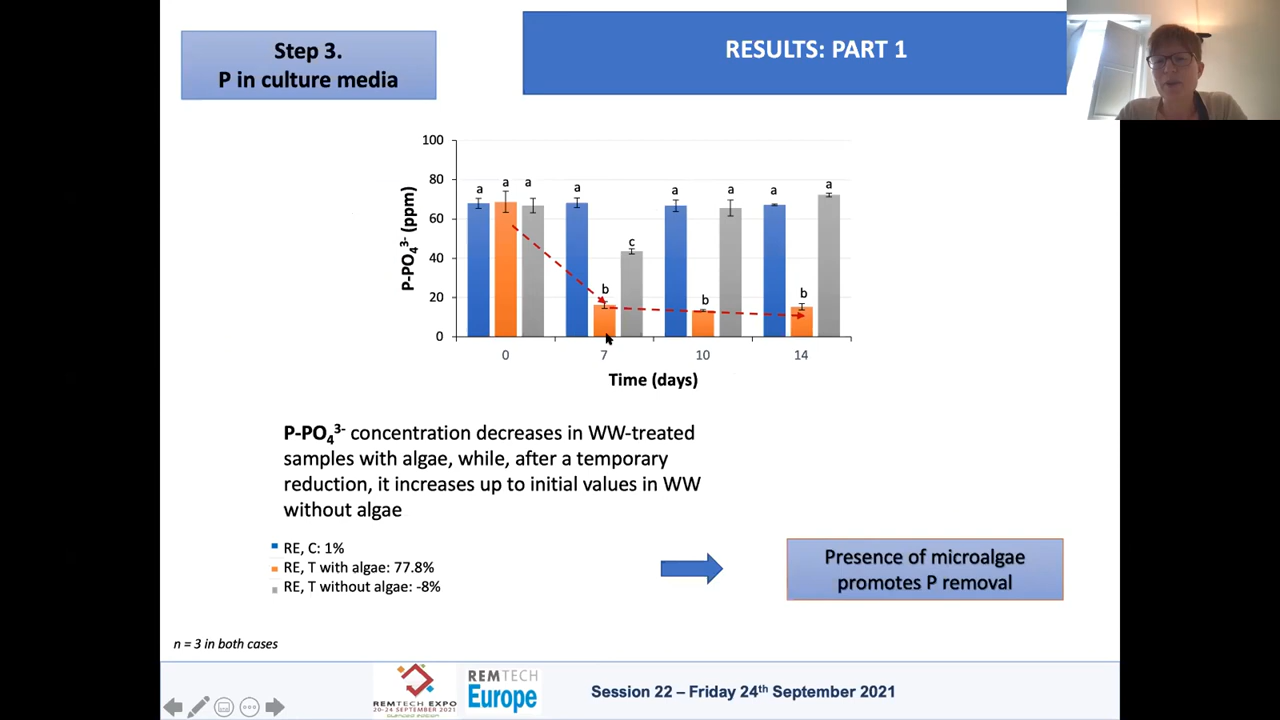 Step 3.
P in culture media
RESULTS: PART 1
100
80
60
40
20
0
P-PO₄³⁻ (ppm)
a a a a a a a a
c
b b b
0 7 10 14
Time (days)
P-PO₄³⁻ concentration decreases in WW-treated
samples with algae, while, after a temporary
reduction, it increases up to initial values in WW
without algae
RE, C: 1%
RE, T with algae: 77.8%
RE, T without algae: -8%
Presence of microalgae
promotes P removal
n = 3 in both cases
REMTECH EXPO
20-24 SEPTEMBER 2021
REMTECH
Europe
Session 22 – Friday 24th September 2021